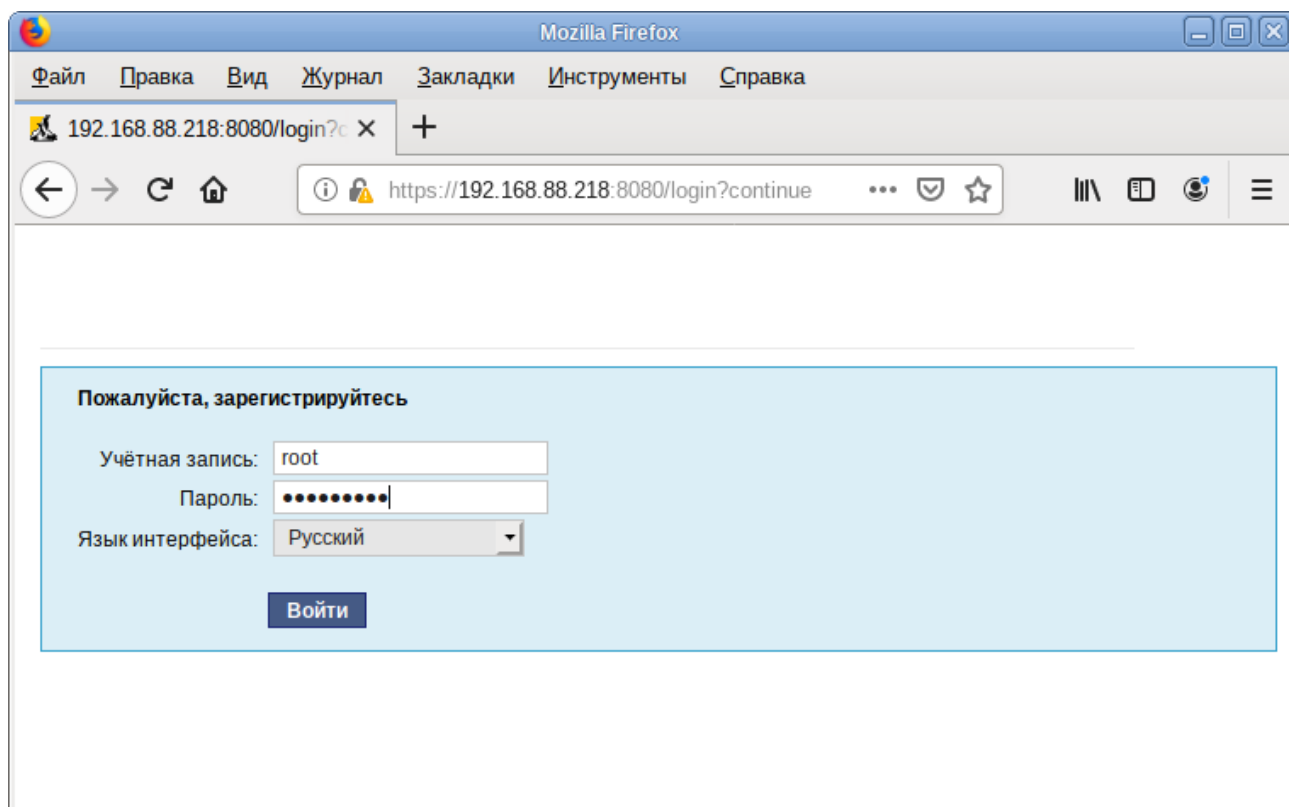 Mozilla Firefox
Файл Правка Вид Журнал Закладки Инструменты Справка
192.168.88.218:8080/login?c
https://192.168.88.218:8080/login?continue
Пожалуйста, зарегистрируйтесь
Учётная запись: root
Пароль: •••••••••
Язык интерфейса: Русский
Войти